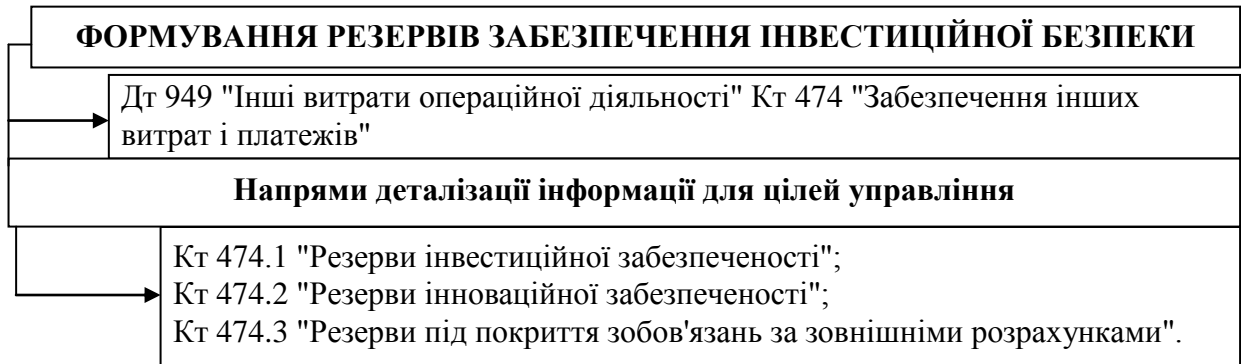 ФОРМУВАННЯ РЕЗЕРВІВ ЗАБЕЗПЕЧЕННЯ ІНВЕСТИЦІЙНОЇ БЕЗПЕКИ
Дт 949 "Інші витрати операційної діяльності" Кт 474 "Забезпечення інших
витрат і платежів"
Напрями деталізації інформації для цілей управління
Кт 474.1 "Резерви інвестиційної забезпеченості";
Кт 474.2 "Резерви інноваційної забезпеченості";
Кт 474.3 "Резерви під покриття зобов'язань за зовнішніми розрахунками".